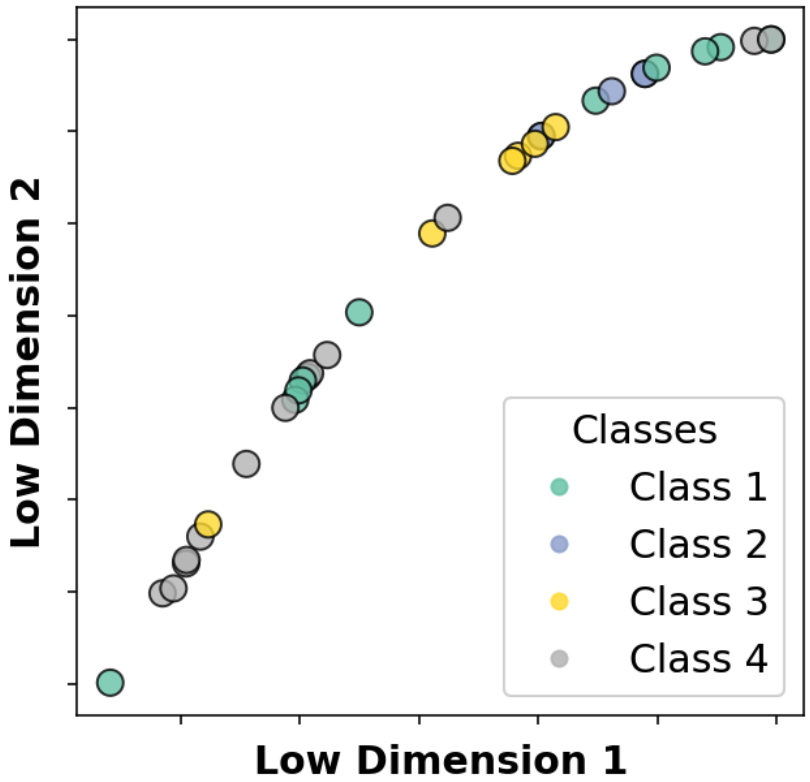 Low Dimension 2
Classes
Class 1
Class 2
Class 3
Class 4
Low Dimension 1